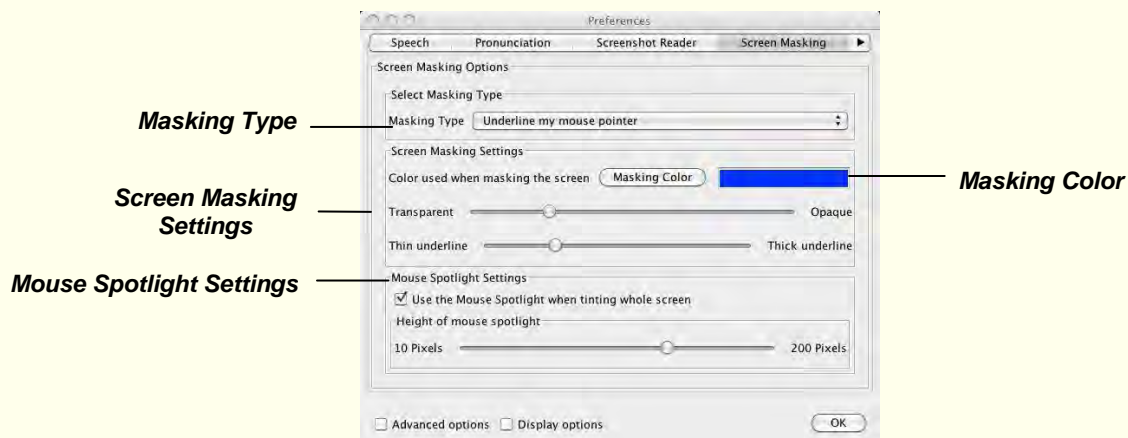 Preferences
Speech Pronunciation Screenshot Reader Screen Masking
Screen Masking Options
Select Masking Type
Masking Type
Masking Type Underline my mouse pointer
Screen Masking Settings
Color used when masking the screen Masking Color
Masking Color
Screen Masking
Settings
Transparent Opaque
Thin underline Thick underline
Mouse Spotlight Settings
Mouse Spotlight Settings
Use the Mouse Spotlight when tinting whole screen
Height of mouse spotlight
10 Pixels 200 Pixels
Advanced options Display options OK